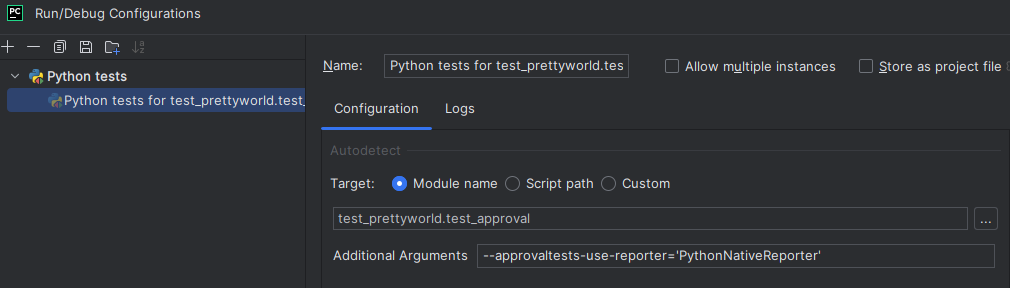 PC Run/Debug Configurations
Python tests
Python tests for test_prettyworld.test_
Name: Python tests for test_prettyworld.tes Allow multiple instances Store as project file
Configuration Logs
Autodetect
Target: Module name Script path Custom
test_prettyworld.test_approval ...
Additional Arguments --approvaltests-use-reporter='PythonNativeReporter'